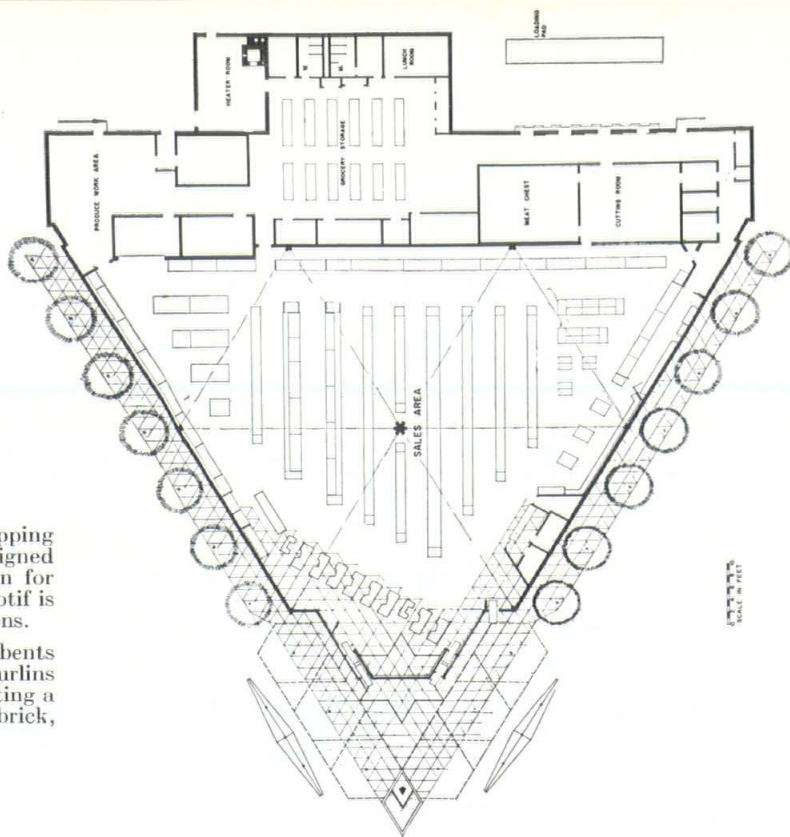 LOADING
PAD
HEATER ROOM
W.
M.
LUNCH
ROOM
GROCERY STORAGE
PRODUCE WORK AREA
MEAT CHEST
CUTTING ROOM
SALES AREA
SCALE IN FEET
pping
igned
n for
otif is
ons.
bents
urlins
ting a
brick,